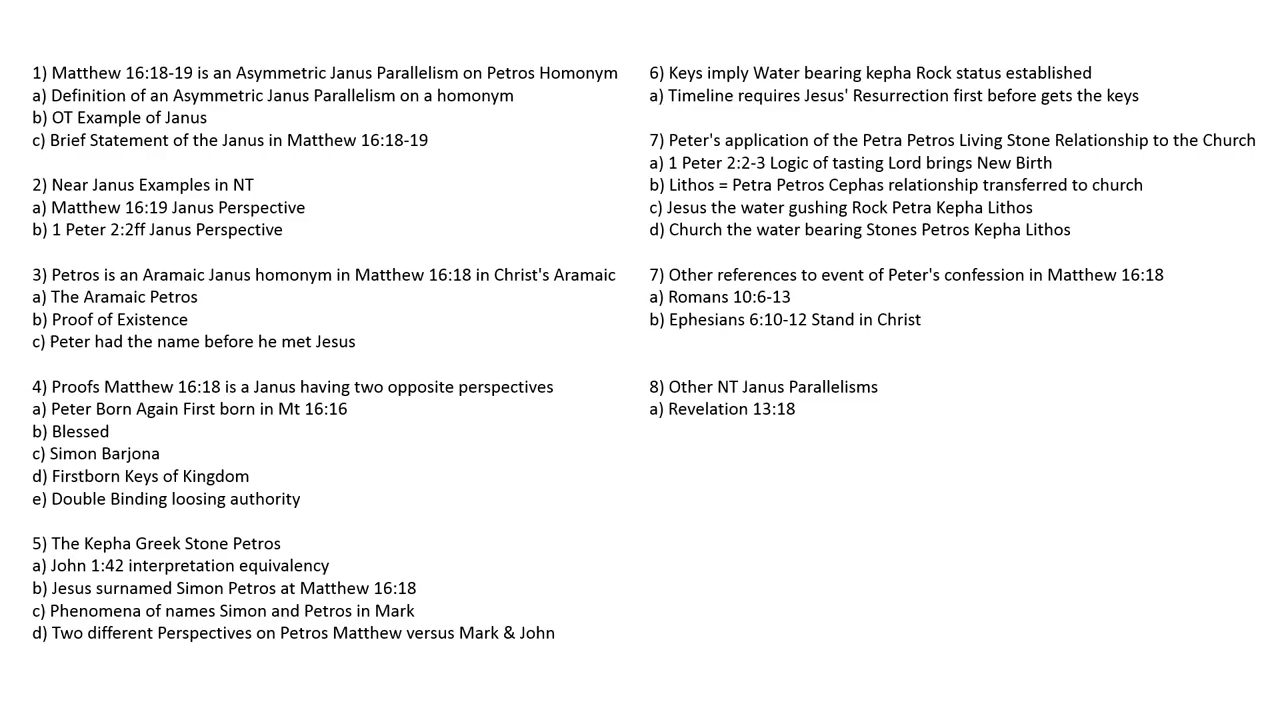 1) Matthew 16:18-19 is an Asymmetric Janus Parallelism on Petros Homonym
a) Definition of an Asymmetric Janus Parallelism on a homonym
b) OT Example of Janus
c) Brief Statement of the Janus in Matthew 16:18-19
2) Near Janus Examples in NT
a) Matthew 16:19 Janus Perspective
b) 1 Peter 2:2ff Janus Perspective
3) Petros is an Aramaic Janus homonym in Matthew 16:18 in Christ's Aramaic
a) The Aramaic Petros
b) Proof of Existence
c) Peter had the name before he met Jesus
4) Proofs Matthew 16:18 is a Janus having two opposite perspectives
a) Peter Born Again First born in Mt 16:16
b) Blessed
c) Simon Barjona
d) Firstborn Keys of Kingdom
e) Double Binding loosing authority
5) The Kepha Greek Stone Petros
a) John 1:42 interpretation equivalency
b) Jesus surnamed Simon Petros at Matthew 16:18
c) Phenomena of names Simon and Petros in Mark
d) Two different Perspectives on Petros Matthew versus Mark & John
6) Keys imply Water bearing kepha Rock status established
a) Timeline requires Jesus' Resurrection first before gets the keys
7) Peter's application of the Petra Petros Living Stone Relationship to the Church
a) 1 Peter 2:2-3 Logic of tasting Lord brings New Birth
b) Lithos = Petra Petros Cephas relationship transferred to church
c) Jesus the water gushing Rock Petra Kepha Lithos
d) Church the water bearing Stones Petros Kepha Lithos
7) Other references to event of Peter's confession in Matthew 16:18
a) Romans 10:6-13
b) Ephesians 6:10-12 Stand in Christ
8) Other NT Janus Parallelisms
a) Revelation 13:18